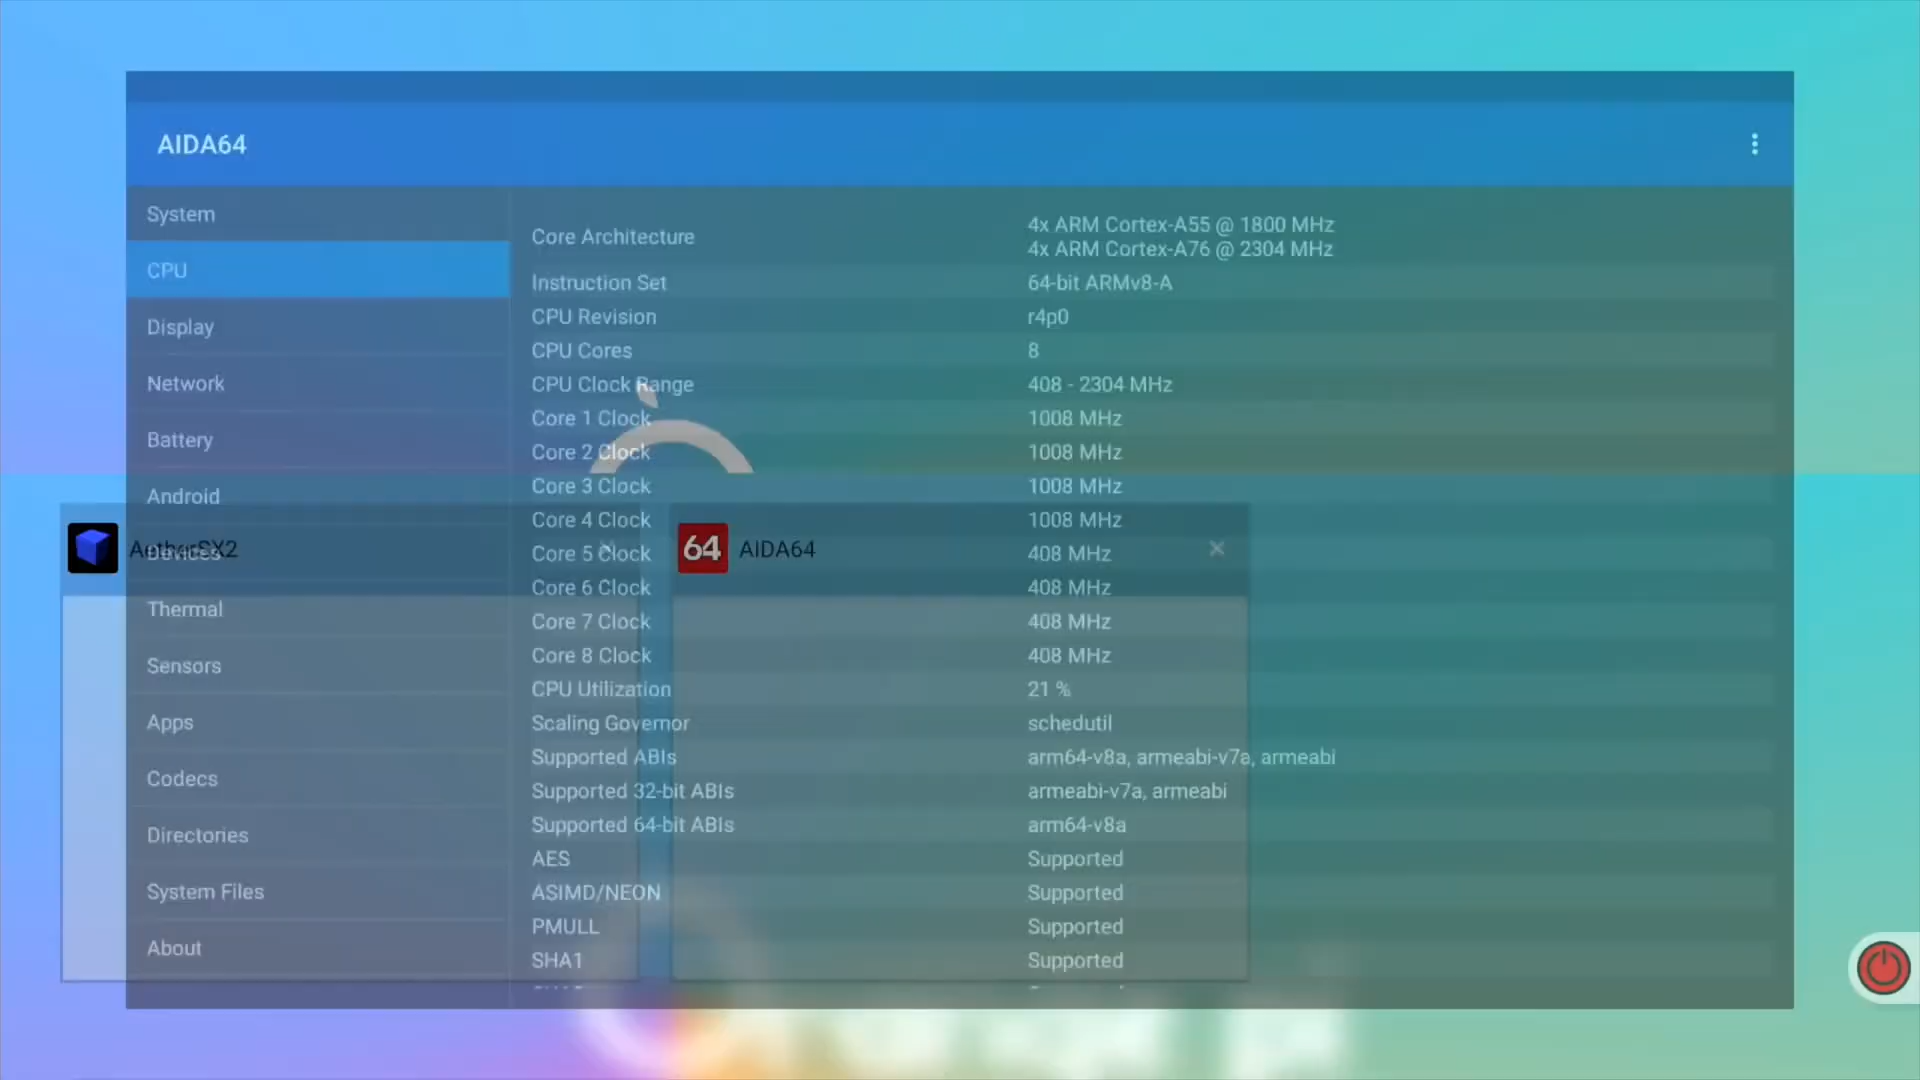 AIDA64
System
CPU
Display
Network
Battery
Android
Devices
Thermal
Sensors
Apps
Codecs
Directories
System Files
About
Core Architecture 4x ARM Cortex-A55 @ 1800 MHz
4x ARM Cortex-A76 @ 2304 MHz
Instruction Set 64-bit ARMv8-A
CPU Revision r4p0
CPU Cores 8
CPU Clock Range 408 - 2304 MHz
Core 1 Clock 1008 MHz
Core 2 Clock 1008 MHz
Core 3 Clock 1008 MHz
Core 4 Clock 1008 MHz
Core 5 Clock 408 MHz
Core 6 Clock 408 MHz
Core 7 Clock 408 MHz
Core 8 Clock 408 MHz
CPU Utilization 21 %
Scaling Governor schedutil
Supported ABIs arm64-v8a, armeabi-v7a, armeabi
Supported 32-bit ABIs armeabi-v7a, armeabi
Supported 64-bit ABIs arm64-v8a
AES Supported
ASIMD/NEON Supported
PMULL Supported
SHA1 Supported
AetherSX2
64 AIDA64